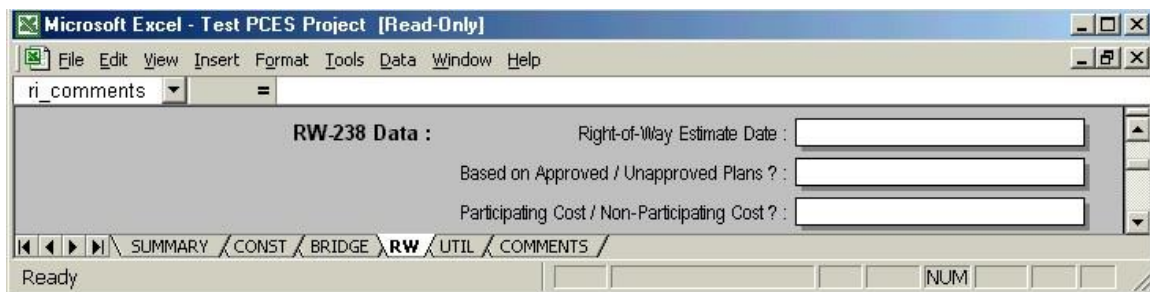 Microsoft Excel - Test PCES Project [Read-Only]
File Edit View Insert Format Tools Data Window Help
ri_comments =
RW-238 Data : Right-of-Way Estimate Date :
Based on Approved / Unapproved Plans ? :
Participating Cost / Non-Participating Cost ? :
SUMMARY CONST BRIDGE RW UTIL COMMENTS
Ready NUM